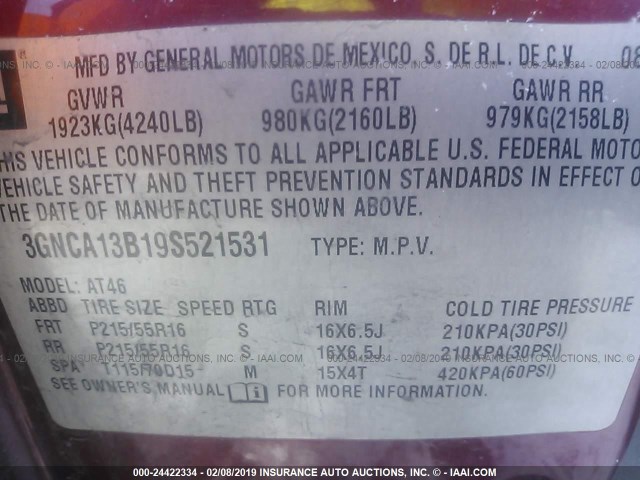 MFD BY GENERAL MOTORS DE MEXICO S. DE R.L. DE C.V.
GVWR GAWR FRT GAWR RR
1923KG(4240LB) 980KG(2160LB) 979KG(2158LB)
THIS VEHICLE CONFORMS TO ALL APPLICABLE U.S. FEDERAL MOTO
VEHICLE SAFETY AND THEFT PREVENTION STANDARDS IN EFFECT O
THE DATE OF MANUFACTURE SHOWN ABOVE.
3GNCA13B19S521531 TYPE: M.P.V.
MODEL: AT46
ABBD TIRE SIZE SPEED RTG RIM COLD TIRE PRESSURE
FRT P215/55R16 S 16X6.5J 210KPA(30PSI)
RR P215/55R16 S 16X6.5J 210KPA(30PSI)
SPA T115/70D15 M 15X4T 420KPA(60PSI)
SEE OWNER'S MANUAL FOR MORE INFORMATION.
000-24422334 - 02/08/2019 INSURANCE AUTO AUCTIONS, INC. - © IAAI.COM